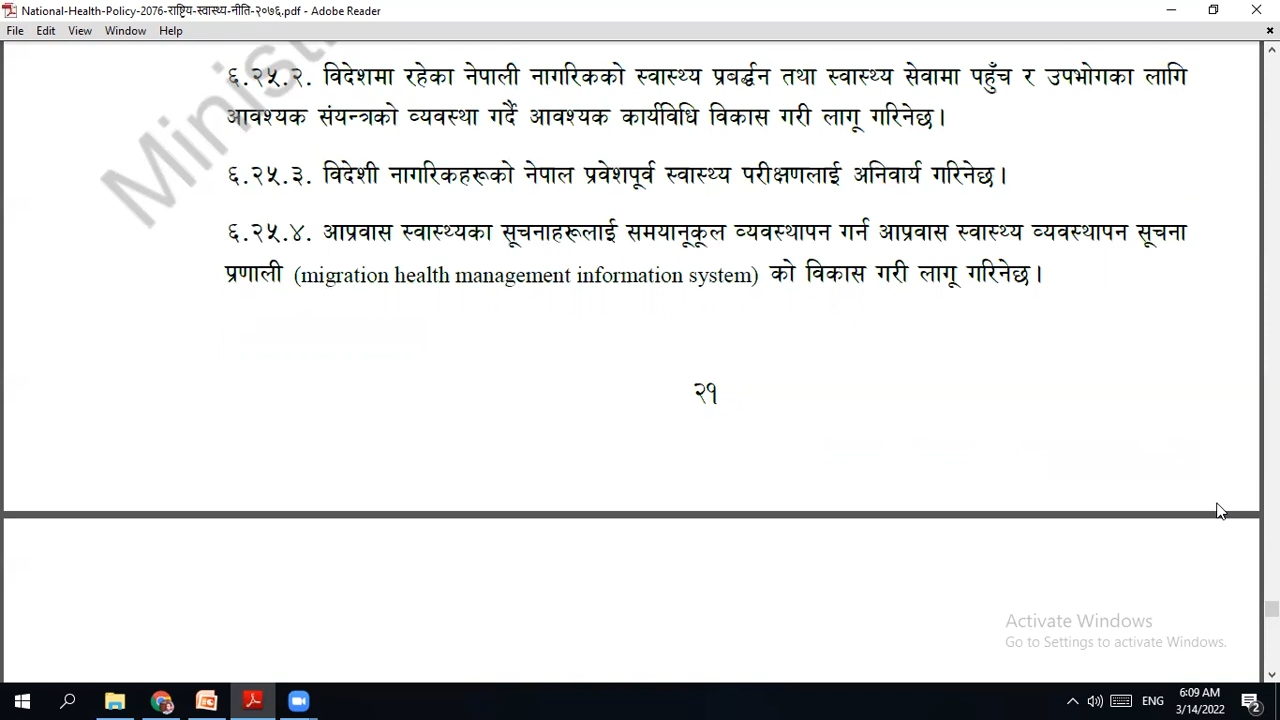 National-Health-Policy-2076-राष्ट्रिय-स्वास्थ्य-नीति-२०७६.pdf - Adobe Reader
File Edit View Window Help
६.२५.२. विदेशमा रहेका नेपाली नागरिकको स्वास्थ्य प्रबर्द्धन तथा स्वास्थ्य सेवामा पहुँच र उपभोगका लागि
आवश्यक संयन्त्रको व्यवस्था गर्दै आवश्यक कार्यविधि विकास गरी लागू गरिनेछ।
६.२५.३. विदेशी नागरिकहरूको नेपाल प्रवेशपूर्व स्वास्थ्य परीक्षणलाई अनिवार्य गरिनेछ।
६.२५.४. आप्रवास स्वास्थ्यका सूचनाहरूलाई समयानूकूल व्यवस्थापन गर्न आप्रवास स्वास्थ्य व्यवस्थापन सूचना
प्रणाली (migration health management information system) को विकास गरी लागू गरिनेछ।
२१
Activate Windows
Go to Settings to activate Windows.
ENG
6:09 AM
3/14/2022
2